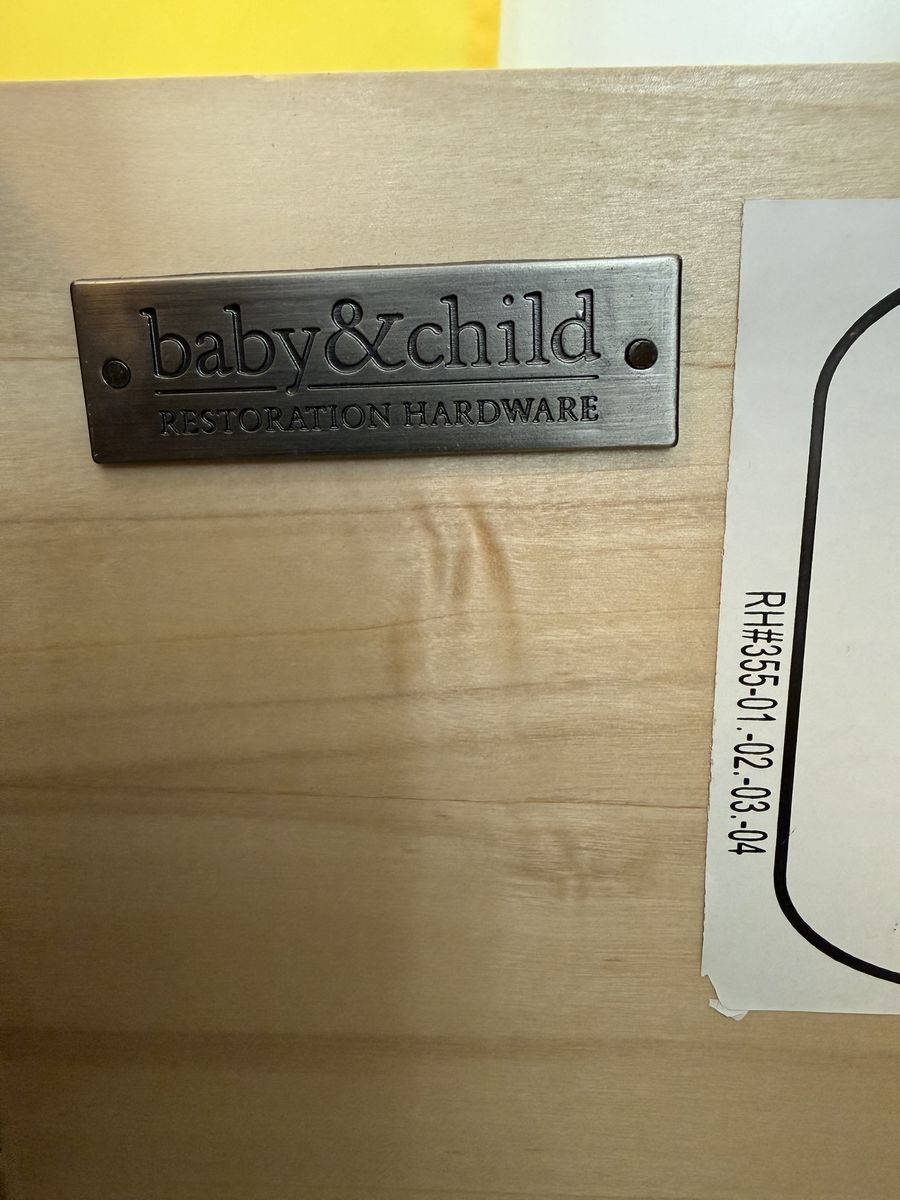 baby&child
RESTORATION HARDWARE
RH#355-01.-02.-03.-04